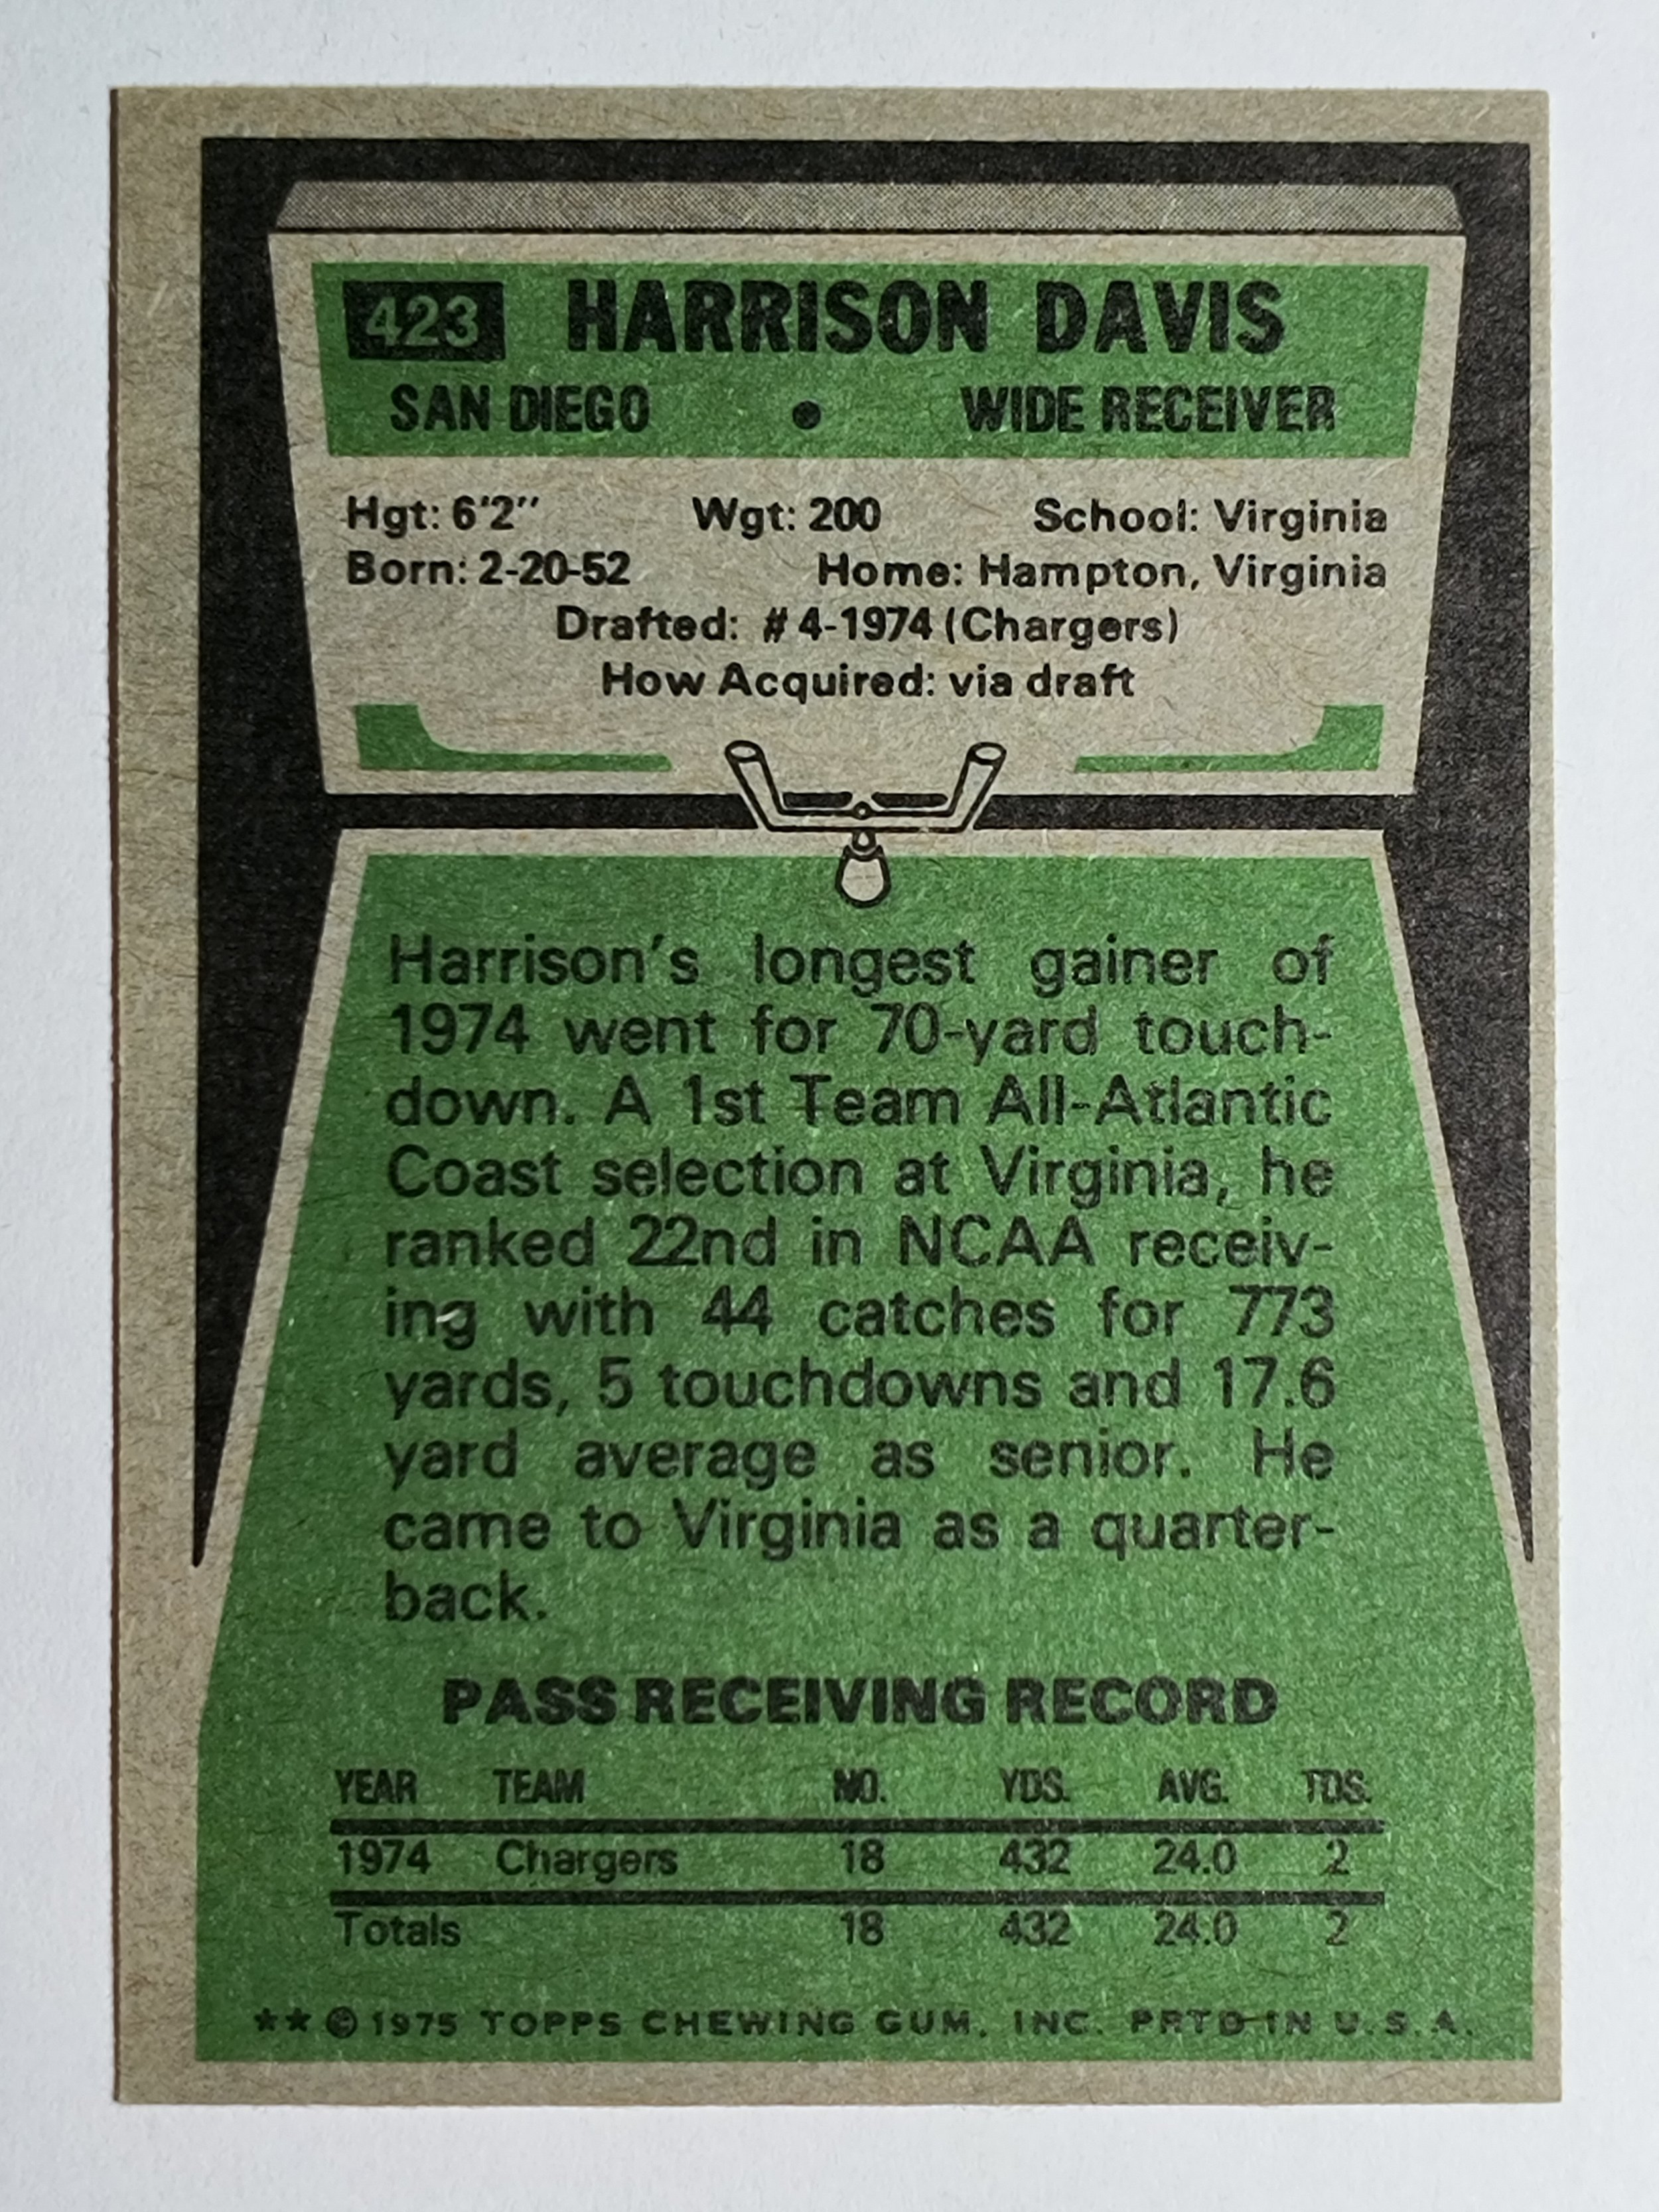 423 HARRISON DAVIS
SAN DIEGO • WIDE RECEIVER
Hgt: 6'2" Wgt: 200 School: Virginia
Born: 2-20-52 Home: Hampton, Virginia
Drafted: #4-1974 (Chargers)
How Acquired: via draft
Harrison's longest gainer of
1974 went for 70-yard touch-
down. A 1st Team All-Atlantic
Coast selection at Virginia, he
ranked 22nd in NCAA receiv-
ing with 44 catches for 773
yards, 5 touchdowns and 17.6
yard average as senior. He
came to Virginia as a quarter-
back.
PASS RECEIVING RECORD
YEAR TEAM NO. YDS. AVG. TDS.
1974 Chargers 18 432 24.0 2
Totals 18 432 24.0 2
** © 1975 TOPPS CHEWING GUM, INC. PRTD IN U.S.A.